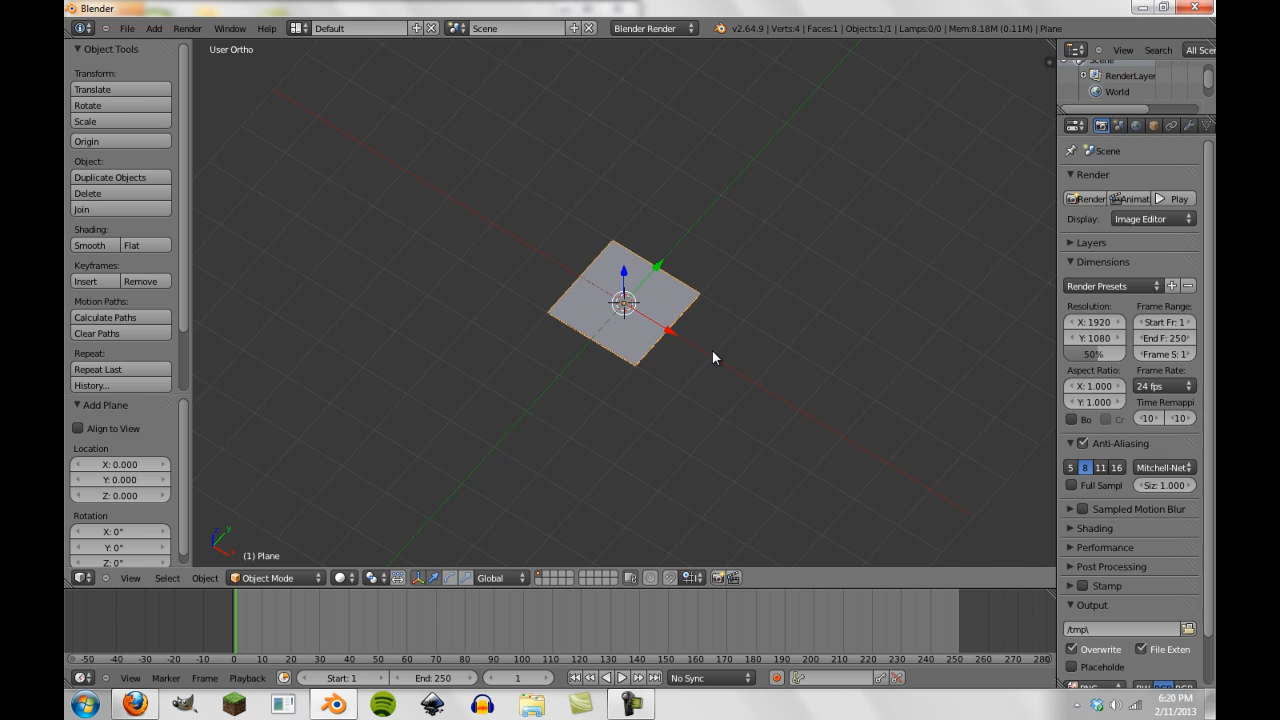 Blender
File Add Render Window Help Default Scene Blender Render v2.64.9 | Verts:4 | Faces:1 | Objects:1/1 | Lamps:0/0 | Mem:8.18M (0.11M) | Plane
Object Tools
Transform:
Translate
Rotate
Scale
Origin
Object:
Duplicate Objects
Delete
Join
Shading:
Smooth Flat
Keyframes:
Insert Remove
Motion Paths:
Calculate Paths
Clear Paths
Repeat:
Repeat Last
History...
Add Plane
Align to View
Location
X: 0.000
Y: 0.000
Z: 0.000
Rotation
X: 0°
Y: 0°
Z: 0°
User Ortho
z y x
(1) Plane
View Select Object Object Mode Global
-50 -40 -30 -20 -10 0 10 20 30 40 50 60 70 80 90 100 110 120 130 140 150 160 170 180 190 200 210 220 230 240 250 260 270 280
View Marker Frame Playback Start: 1 End: 250 1 No Sync
View Search All Scen
Scene
RenderLayer
World
Scene
Render
Render Animat Play
Display: Image Editor
Layers
Dimensions
Render Presets
Resolution: Frame Range:
X: 1920 Start Fr: 1
Y: 1080 End F: 250
50% Frame S: 1
Aspect Ratio: Frame Rate:
X: 1.000 24 fps
Y: 1.000 Time Remappi
Bo Cr 10 10
Anti-Aliasing
5 8 11 16 Mitchell-Net
Full Sampl Siz: 1.000
Sampled Motion Blur
Shading
Performance
Post Processing
Stamp
Output
/tmp\
Overwrite File Exten
Placeholde
6:20 PM
2/11/2013